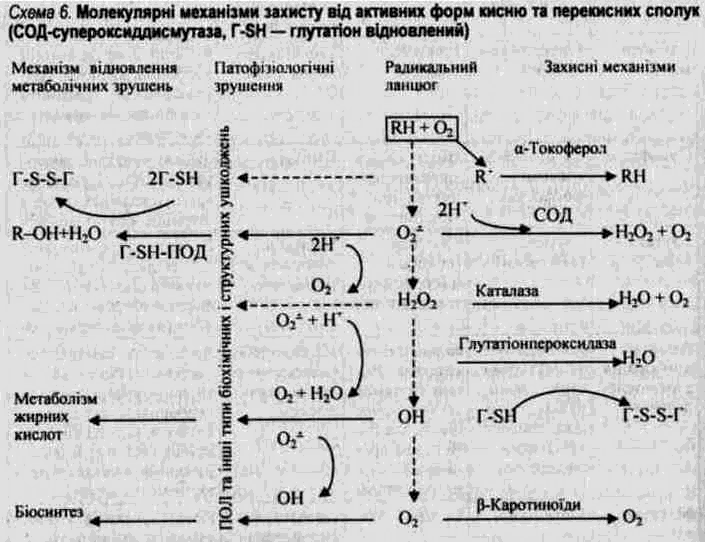 Схема 6. Молекулярні механізми захисту від активних форм кисню та перекисних сполук
(СОД-супероксиддисмутаза, Г-SH — глутатіон відновлений)
Механізм відновлення
метаболічних зрушень
Патофізіологічні
зрушення
Радикальний
ланцюг
Захисні механізми
RH + O₂
α-Токоферол
Г-S-S-Г
2Г-SH
R˙
RH
2H⁺
СОД
R–OH+H₂O
Г-SH-ПОД
O₂∸
H₂O₂ + O₂
2H⁺
O₂
H₂O₂
Каталаза
H₂O + O₂
O₂∸ + H⁺
Глутатіонпероксидаза
H₂O
O₂ + H₂O
Метаболізм
жирних
кислот
OH
Г-SH
Г-S-S-Г
O₂∸
OH
Біосинтез
O₂
β-Каротиноїди
O₂
ПОЛ та інші типи біохімічних і структурних ушкоджень